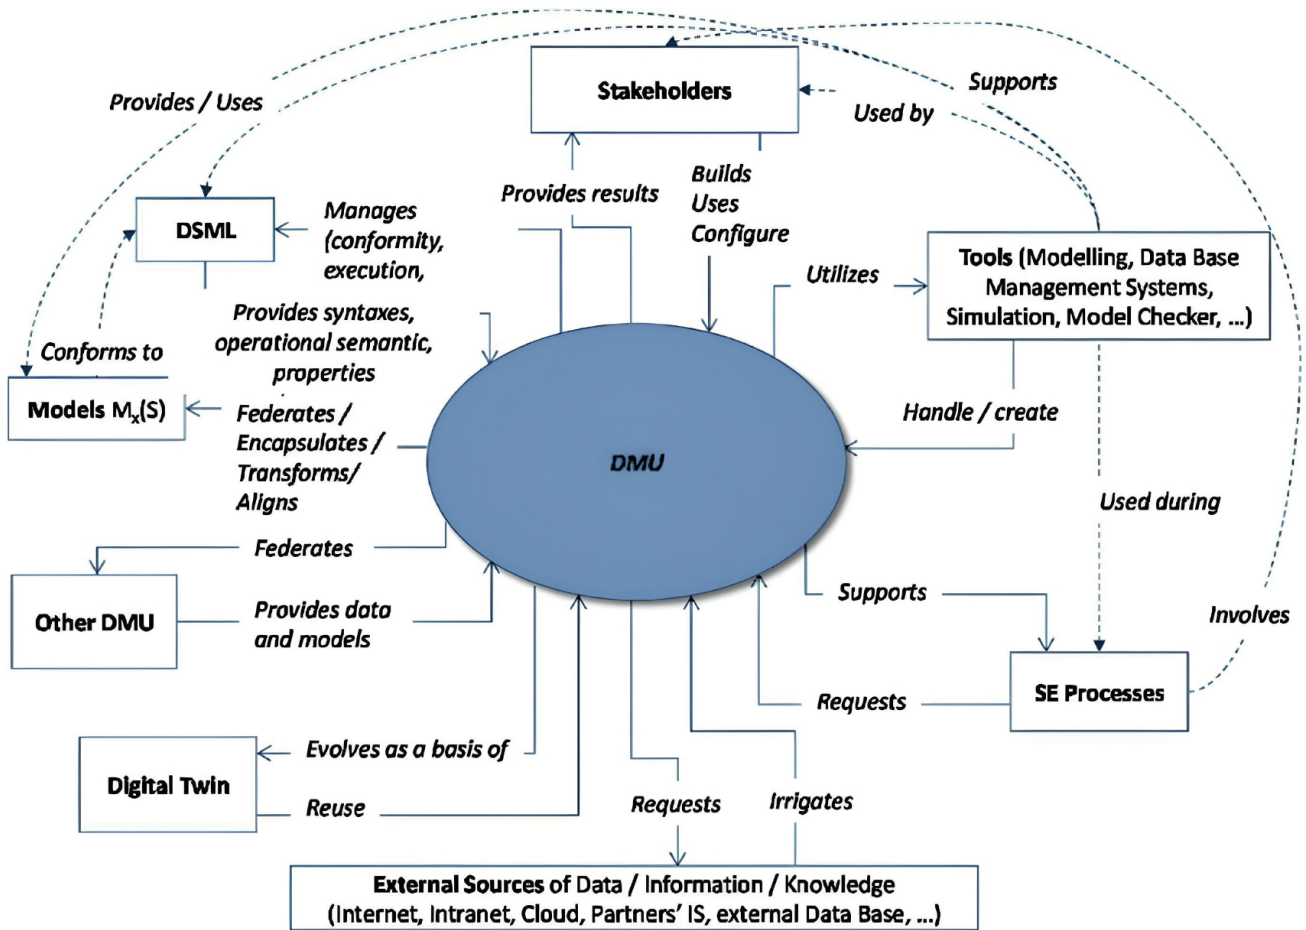 Provides / Uses
Stakeholders
Supports
Used by
DSML
Manages
(conformity,
execution,
Provides results
Builds
Uses
Configure
Utilizes
Tools (Modelling, Data Base
Management Systems,
Simulation, Model Checker, ...)
Provides syntaxes,
operational semantic,
properties
Conforms to
Models Mx(S)
Federates /
Encapsulates /
Transforms/
Aligns
DMU
Handle / create
Used during
Federates
Other DMU
Provides data
and models
Supports
Involves
SE Processes
Requests
Digital Twin
Evolves as a basis of
Reuse
Requests
Irrigates
External Sources of Data / Information / Knowledge
(Internet, Intranet, Cloud, Partners' IS, external Data Base, ...)